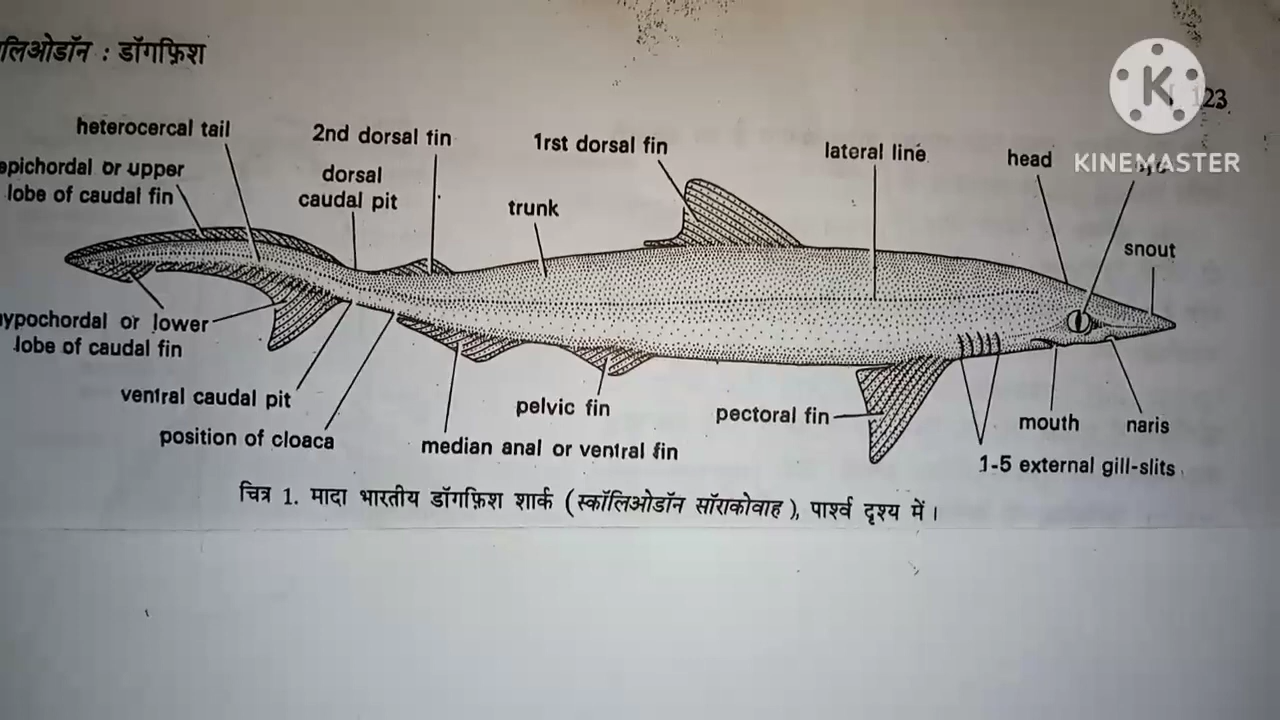 लिओडॉन : डॉगफ़िश
123
KINEMASTER
heterocercal tail
2nd dorsal fin
1rst dorsal fin
lateral line
head
epichordal or upper
lobe of caudal fin
dorsal
caudal pit
trunk
snout
hypochordal or lower
lobe of caudal fin
ventral caudal pit
position of cloaca
pelvic fin
median anal or ventral fin
pectoral fin
mouth
naris
1-5 external gill-slits
चित्र 1. मादा भारतीय डॉगफ़िश शार्क (स्कॉलिओडॉन सॉराकोवाह), पार्श्व दृश्य में।